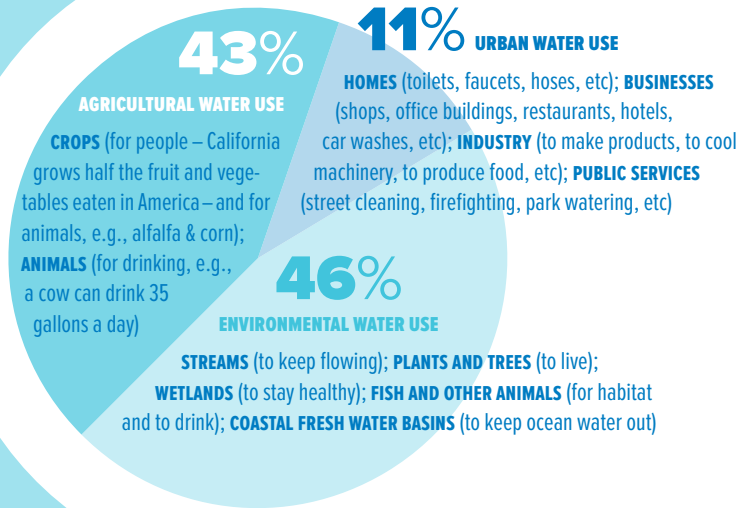 43%
AGRICULTURAL WATER USE
CROPS (for people – California
grows half the fruit and vege-
tables eaten in America – and for
animals, e.g., alfalfa & corn);
ANIMALS (for drinking, e.g.,
a cow can drink 35
gallons a day)
11% URBAN WATER USE
HOMES (toilets, faucets, hoses, etc); BUSINESSES
(shops, office buildings, restaurants, hotels,
car washes, etc); INDUSTRY (to make products, to cool
machinery, to produce food, etc); PUBLIC SERVICES
(street cleaning, firefighting, park watering, etc)
46%
ENVIRONMENTAL WATER USE
STREAMS (to keep flowing); PLANTS AND TREES (to live);
WETLANDS (to stay healthy); FISH AND OTHER ANIMALS (for habitat
and to drink); COASTAL FRESH WATER BASINS (to keep ocean water out)